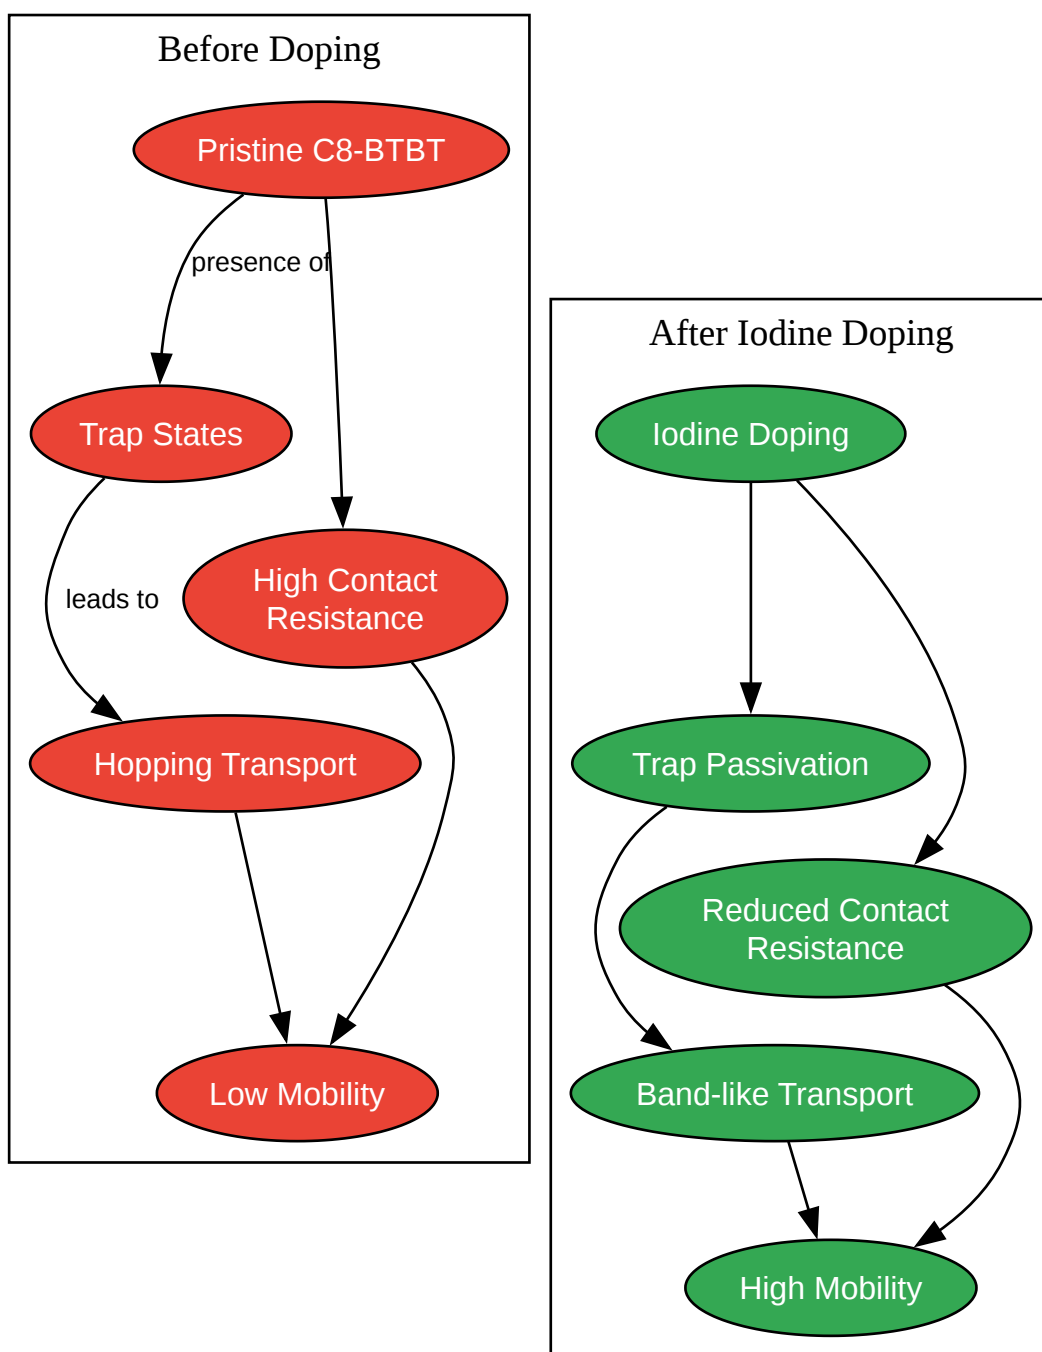 Before Doping
Pristine C8-BTBT
presence of
Trap States
High Contact
Resistance
leads to
Hopping Transport
Low Mobility
After Iodine Doping
Iodine Doping
Trap Passivation
Reduced Contact
Resistance
Band-like Transport
High Mobility